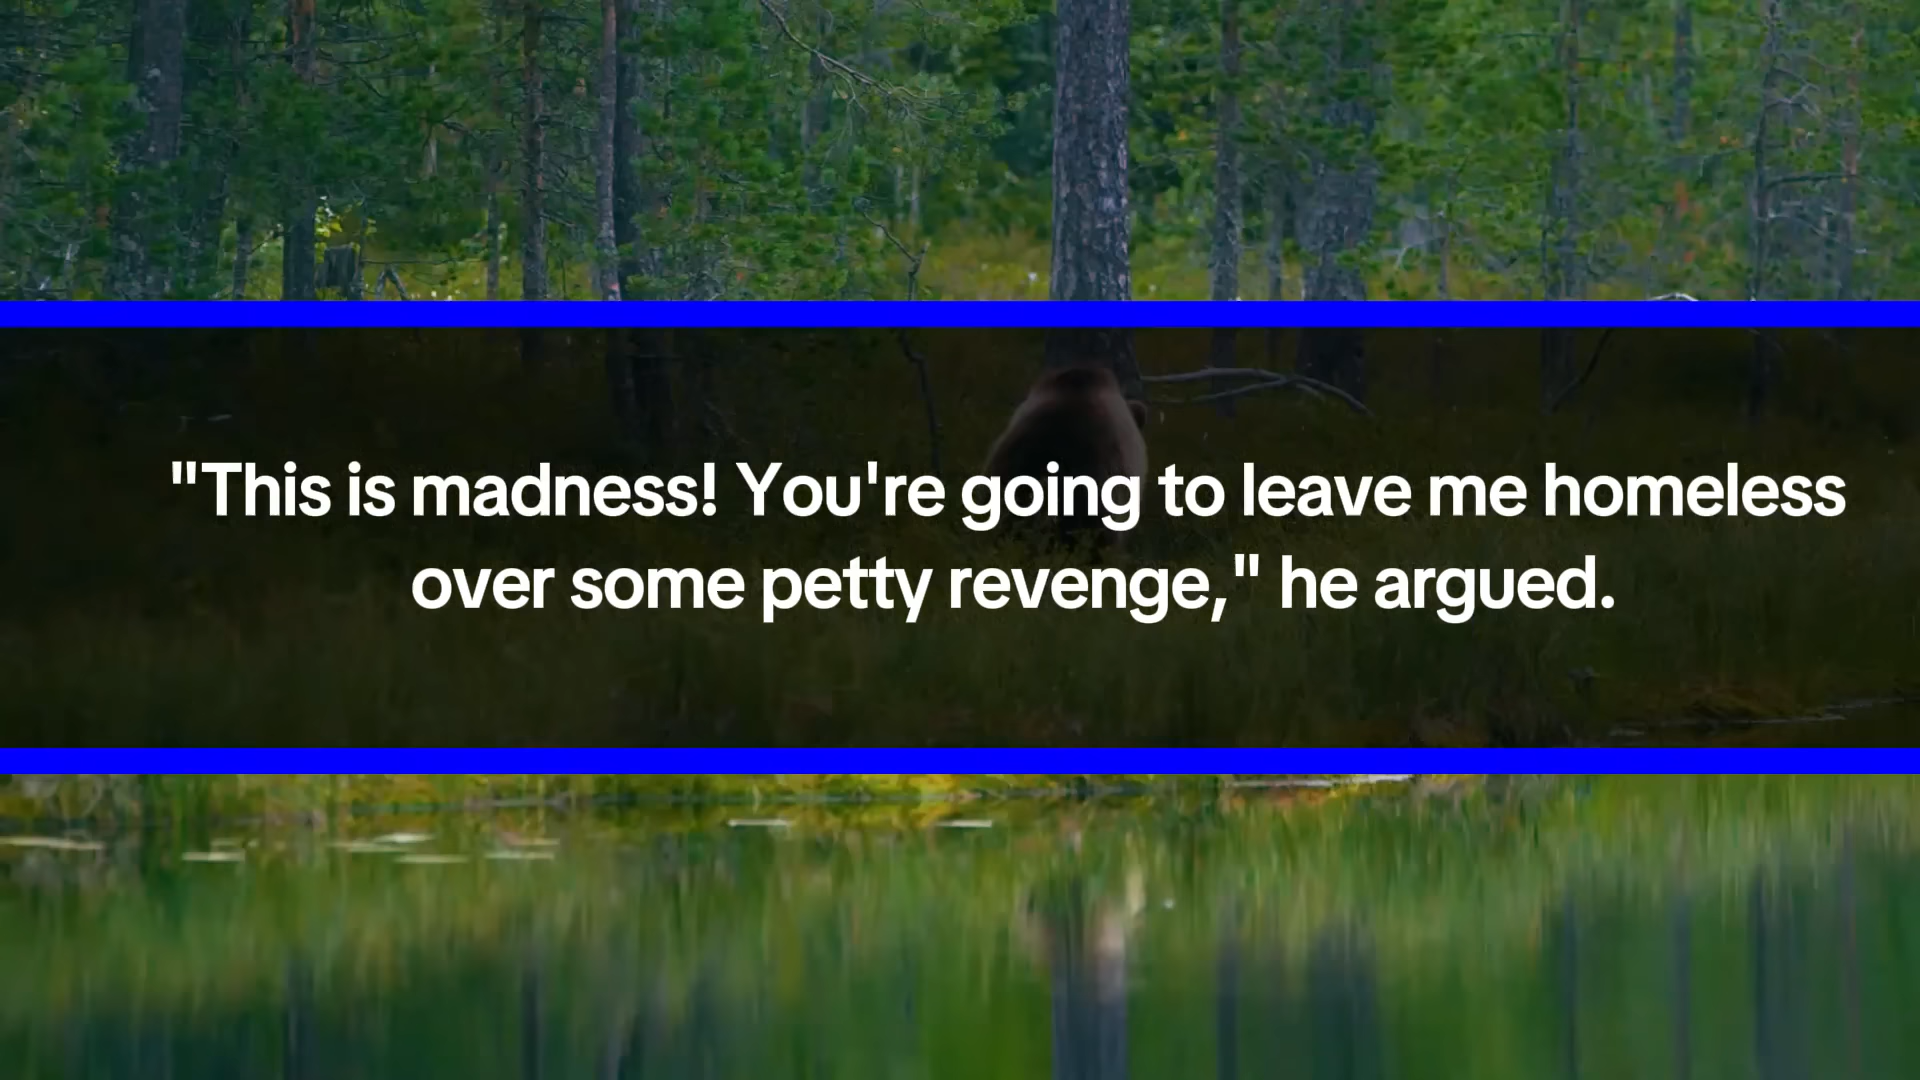 "This is madness! You're going to leave me homeless
over some petty revenge," he argued.